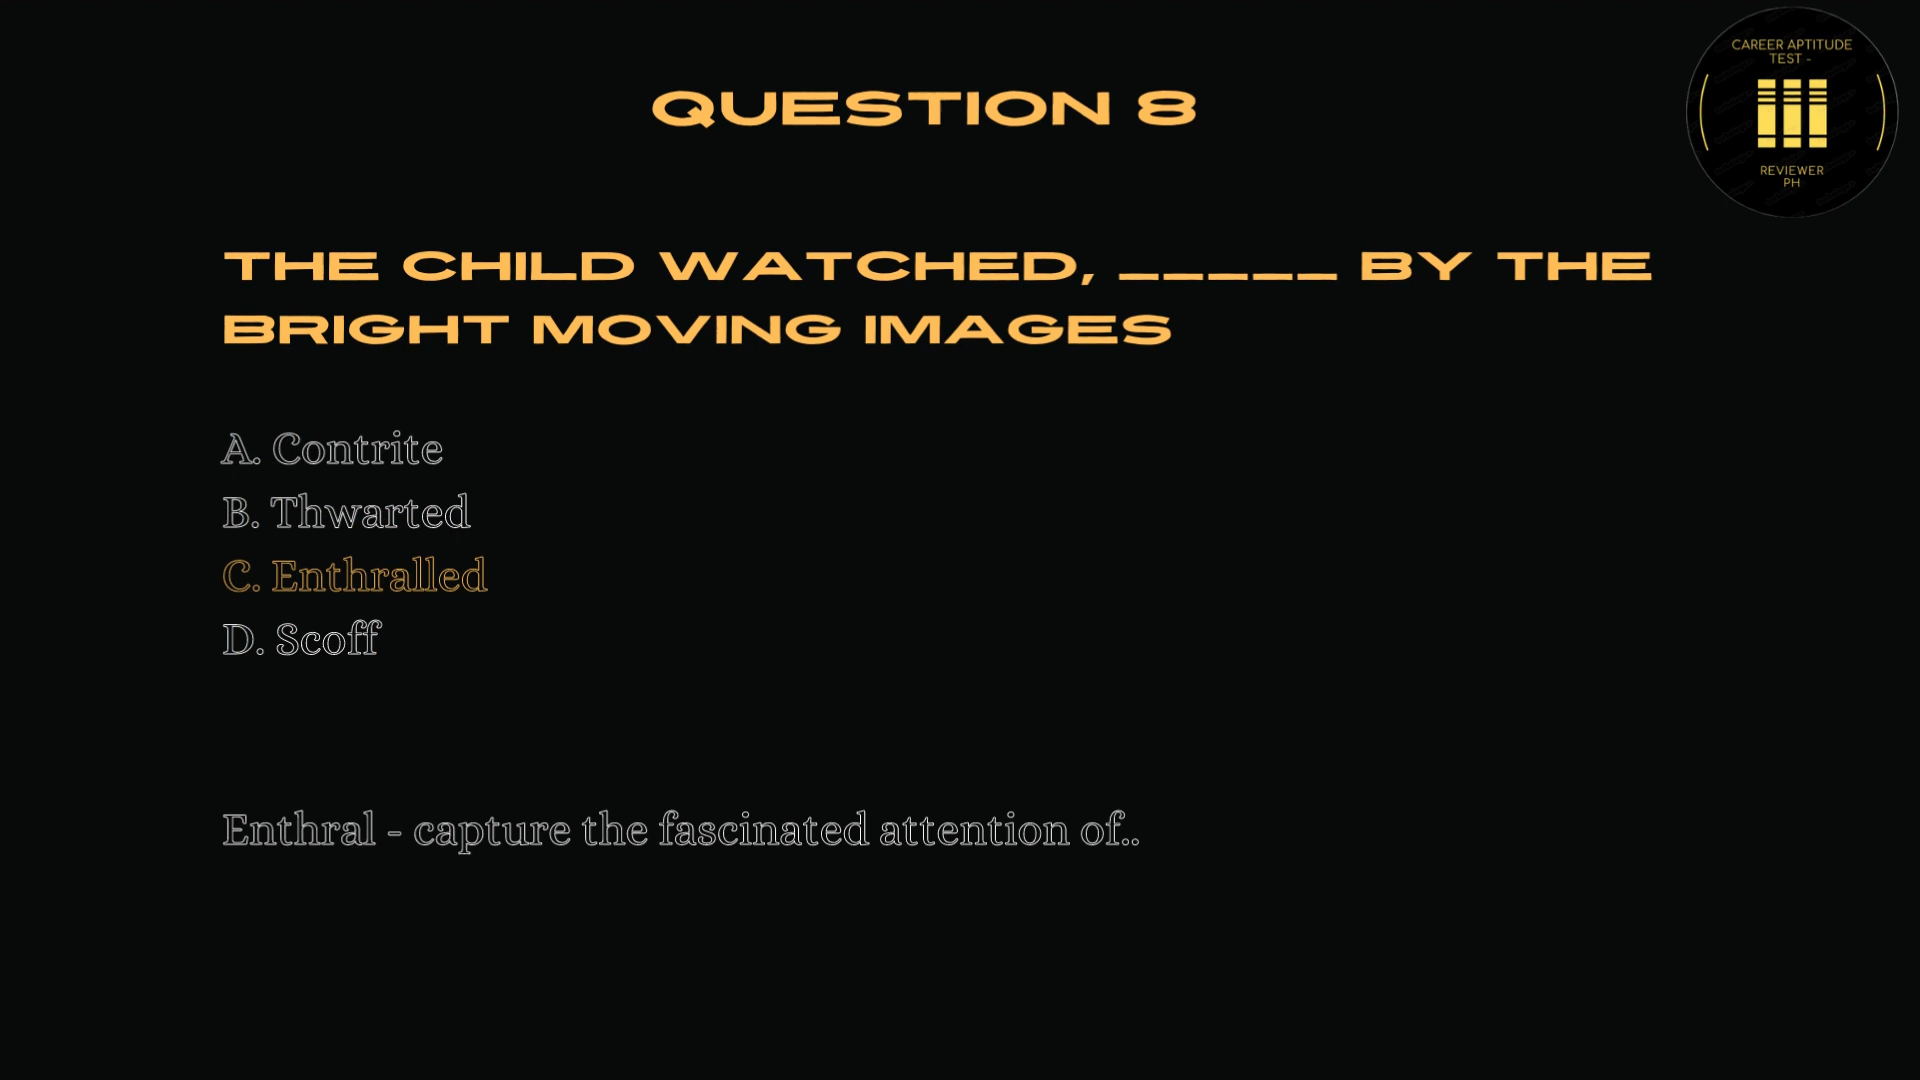 CAREER APTITUDE
TEST -
REVIEWER
PH
QUESTION 8
THE CHILD WATCHED, _____ BY THE
BRIGHT MOVING IMAGES
A. Contrite
B. Thwarted
C. Enthralled
D. Scoff
Enthral - capture the fascinated attention of..